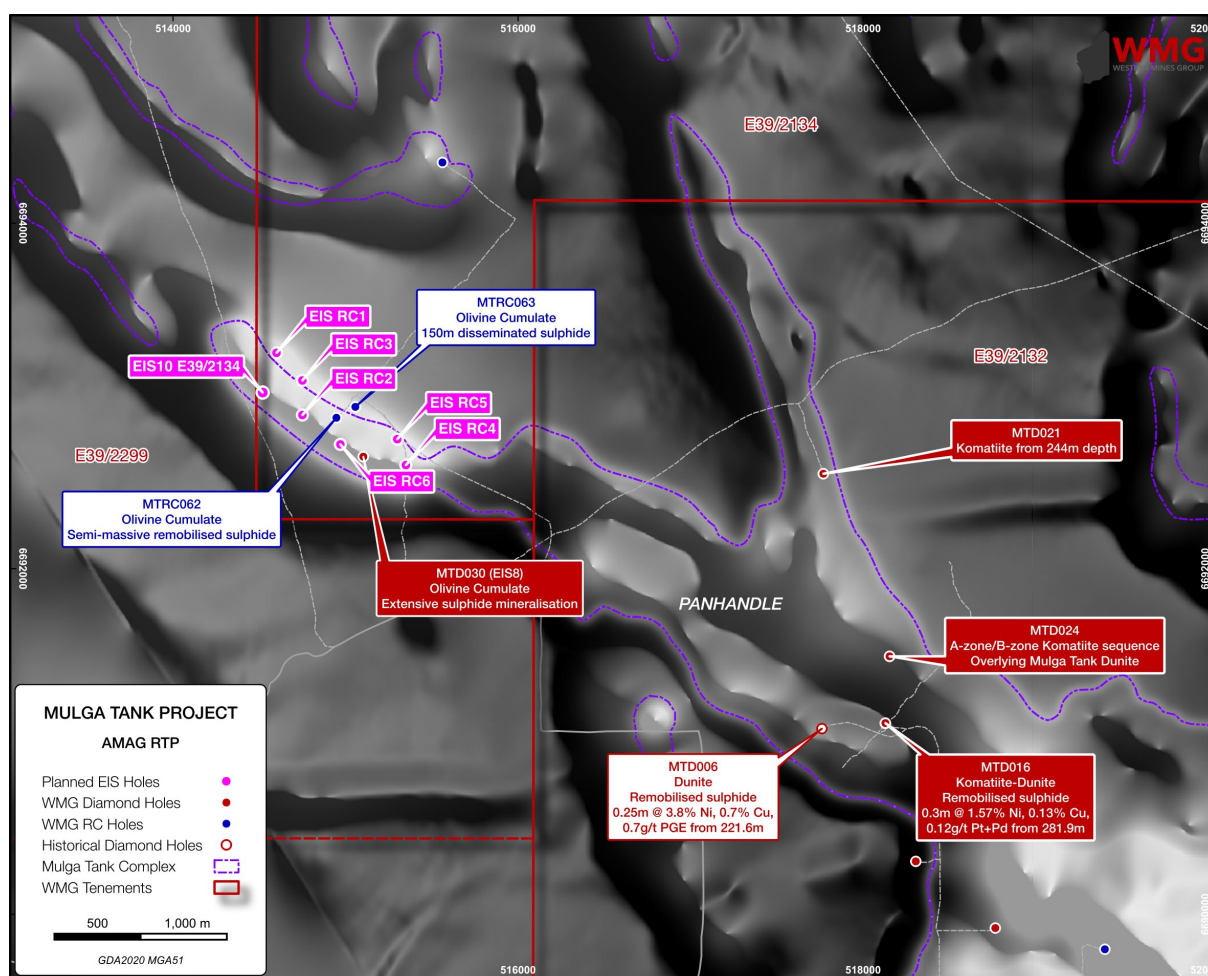 514000
516000
518000
52
WMG
WESTERN MINES GROUP
E39/2134
6694000
6694000
MTRC063
Olivine Cumulate
150m disseminated sulphide
EIS RC1
EIS RC3
EIS10 E39/2134
EIS RC2
EIS RC5
EIS RC4
EIS RC6
E39/2132
E39/2299
MTD021
Komatiite from 244m depth
MTRC062
Olivine Cumulate
Semi-massive remobilised sulphide
6692000
6692000
MTD030 (EIS8)
Olivine Cumulate
Extensive sulphide mineralisation
PANHANDLE
MTD024
A-zone/B-zone Komatiite sequence
Overlying Mulga Tank Dunite
MTD006
Dunite
Remobilised sulphide
0.25m @ 3.8% Ni, 0.7% Cu,
0.7g/t PGE from 221.6m
MTD016
Komatiite-Dunite
Remobilised sulphide
0.3m @ 1.57% Ni, 0.13% Cu,
0.12g/t Pt+Pd from 281.9m
MULGA TANK PROJECT
AMAG RTP
Planned EIS Holes
WMG Diamond Holes
WMG RC Holes
Historical Diamond Holes
Mulga Tank Complex
WMG Tenements
500
1,000 m
GDA2020 MGA51
516000
518000
52